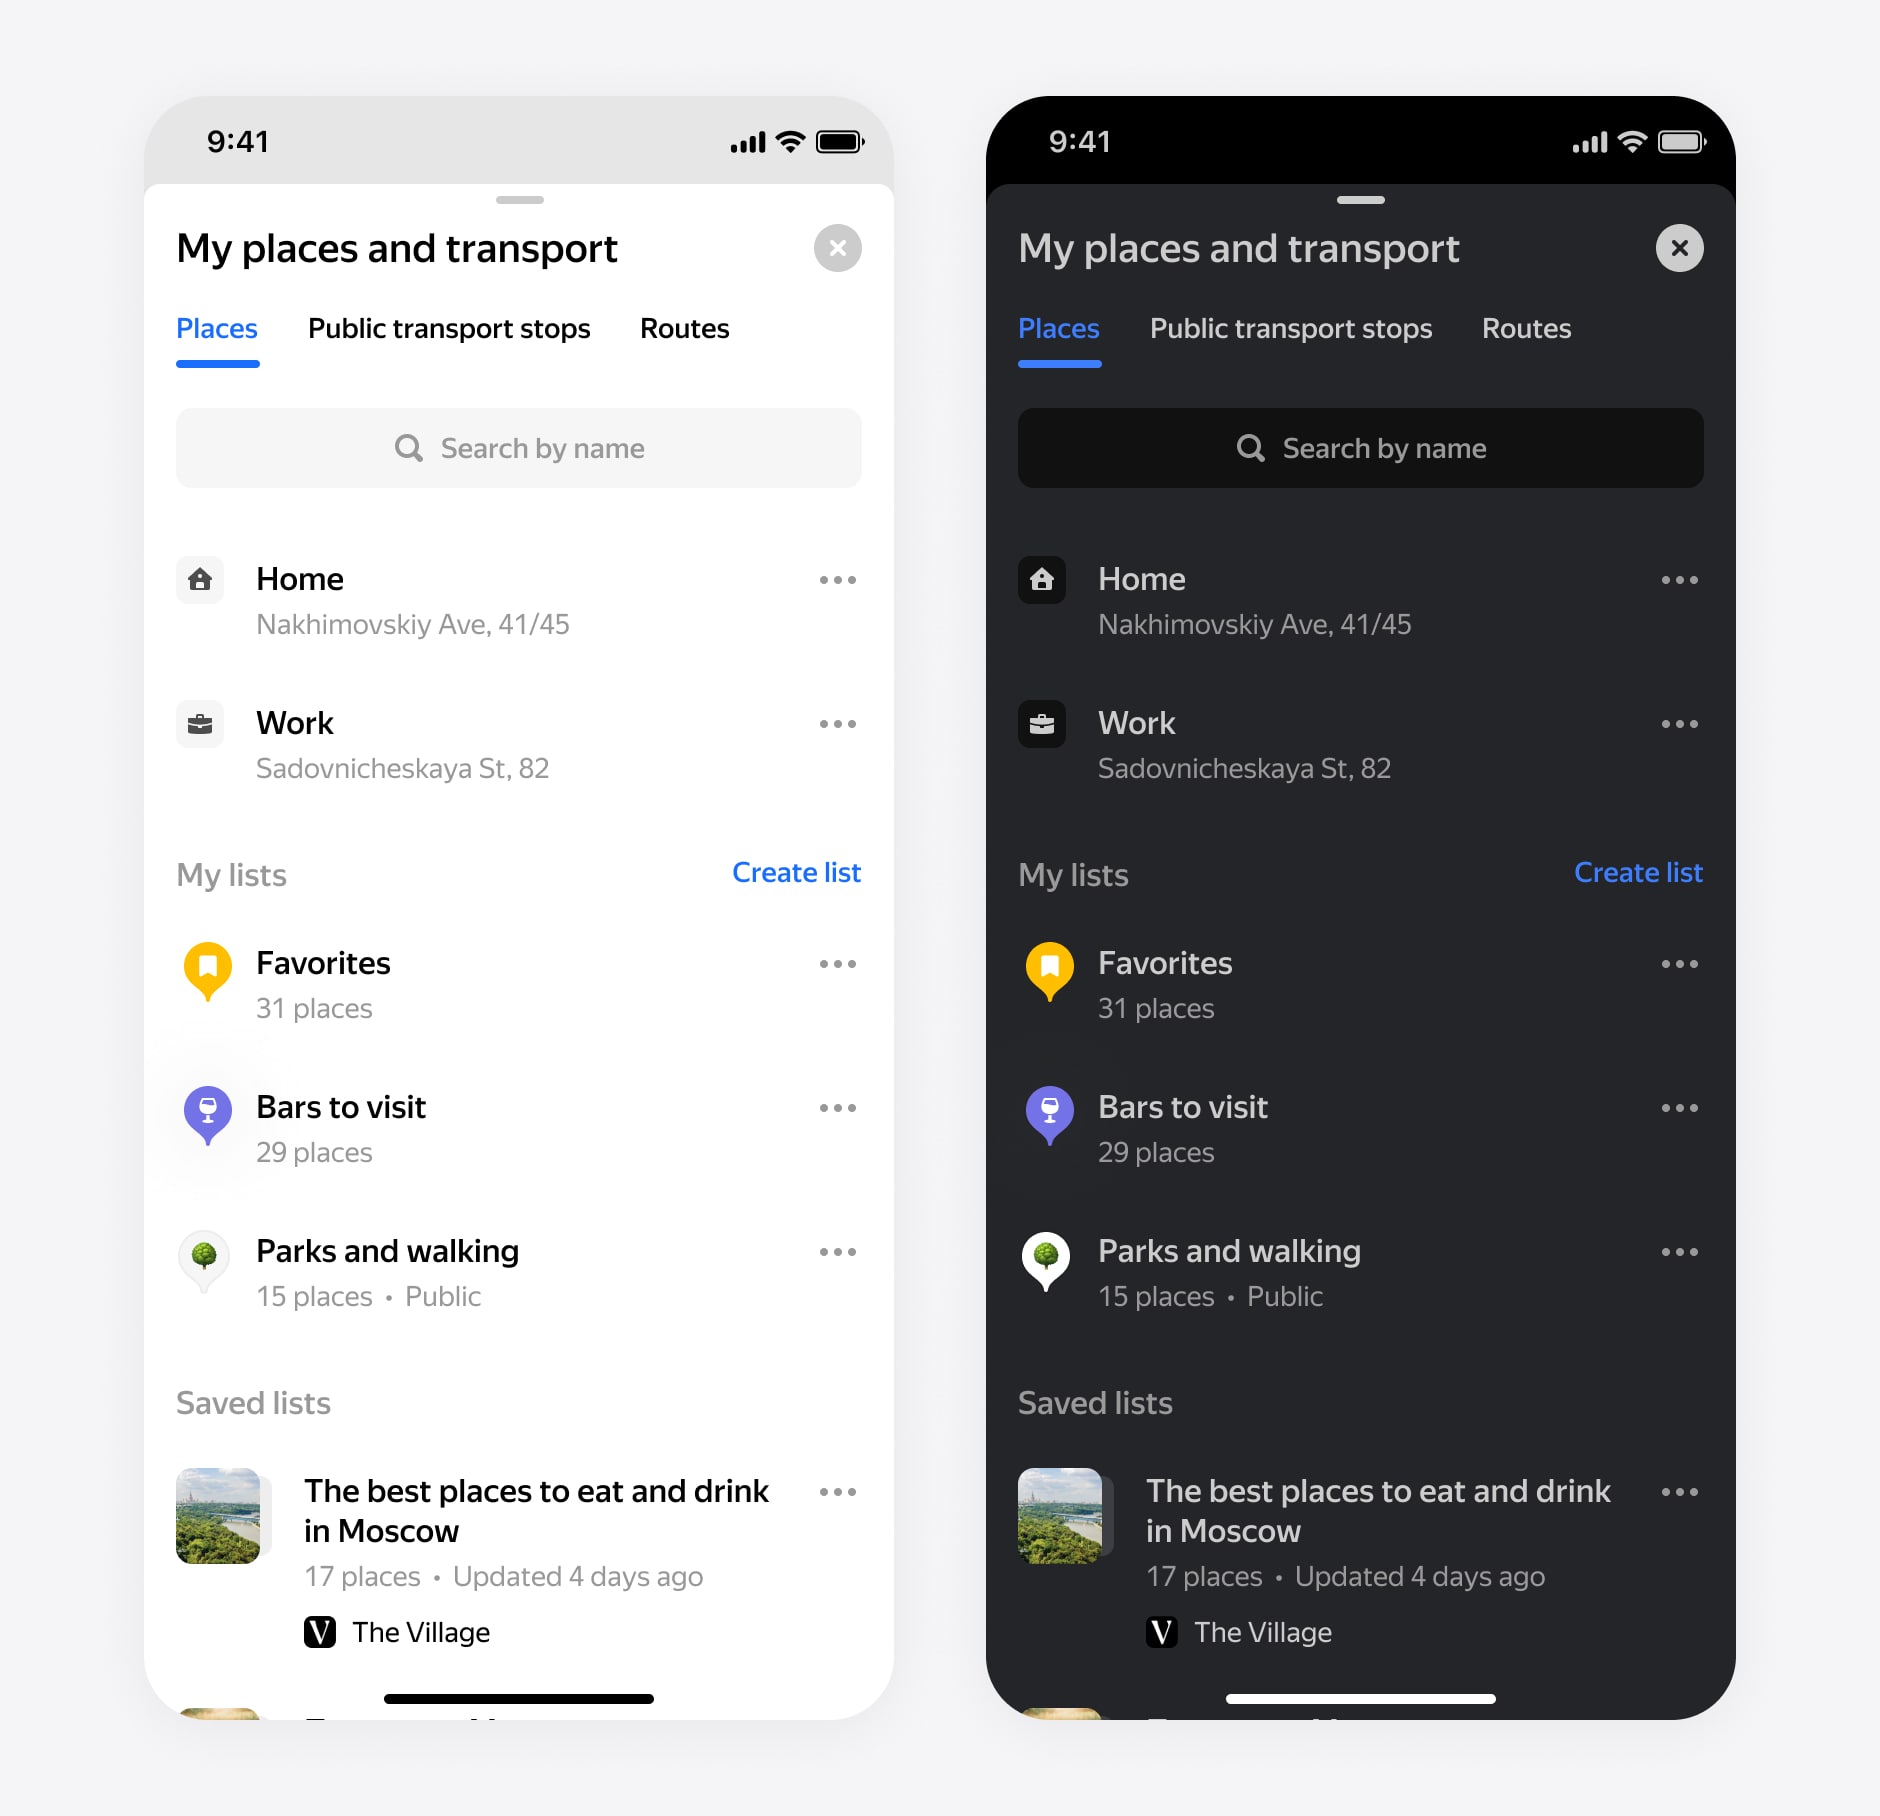 9:41
My places and transport
Places Public transport stops Routes
Search by name
Home
Nakhimovskiy Ave, 41/45
Work
Sadovnicheskaya St, 82
My lists Create list
Favorites
31 places
Bars to visit
29 places
Parks and walking
15 places • Public
Saved lists
The best places to eat and drink
in Moscow
17 places • Updated 4 days ago
V The Village
9:41
My places and transport
Places Public transport stops Routes
Search by name
Home
Nakhimovskiy Ave, 41/45
Work
Sadovnicheskaya St, 82
My lists Create list
Favorites
31 places
Bars to visit
29 places
Parks and walking
15 places • Public
Saved lists
The best places to eat and drink
in Moscow
17 places • Updated 4 days ago
V The Village